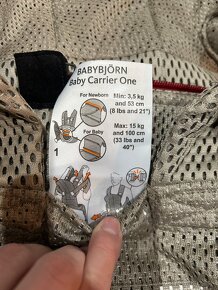 BABYBJÖRN
Baby Carrier One
For Newborn
Min: 3,5 kg
and 53 cm
(8 lbs and 21")
For Baby
Max: 15 kg
and 100 cm
(33 lbs and
40")
1